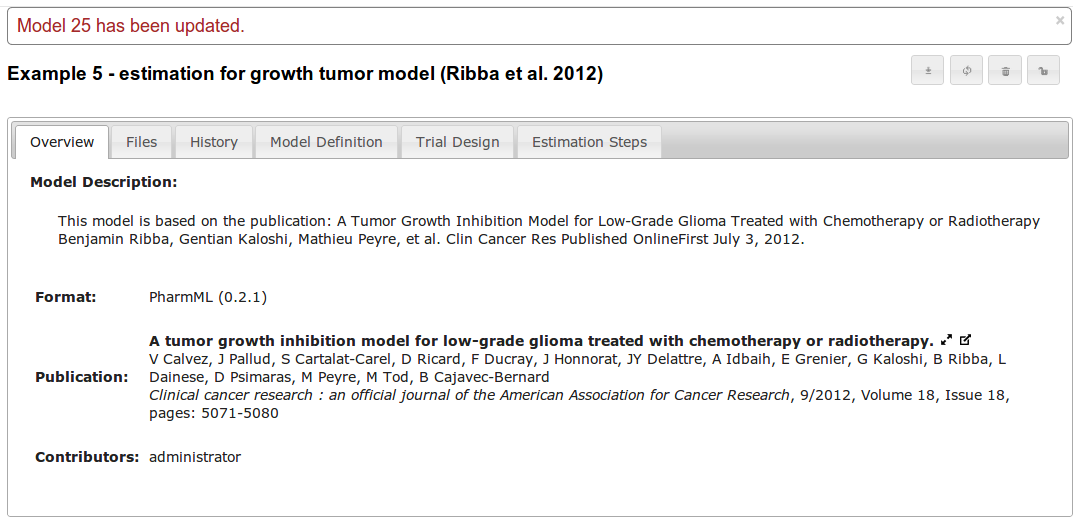 Model 25 has been updated.
×
Example 5 - estimation for growth tumor model (Ribba et al. 2012)
Overview Files History Model Definition Trial Design Estimation Steps
Model Description:
This model is based on the publication: A Tumor Growth Inhibition Model for Low-Grade Glioma Treated with Chemotherapy or Radiotherapy
Benjamin Ribba, Gentian Kaloshi, Mathieu Peyre, et al. Clin Cancer Res Published OnlineFirst July 3, 2012.
Format: PharmML (0.2.1)
A tumor growth inhibition model for low-grade glioma treated with chemotherapy or radiotherapy.
V Calvez, J Pallud, S Cartalat-Carel, D Ricard, F Ducray, J Honnorat, JY Delattre, A Idbaih, E Grenier, G Kaloshi, B Ribba, L
Publication: Dainese, D Psimaras, M Peyre, M Tod, B Cajavec-Bernard
Clinical cancer research : an official journal of the American Association for Cancer Research, 9/2012, Volume 18, Issue 18,
pages: 5071-5080
Contributors: administrator